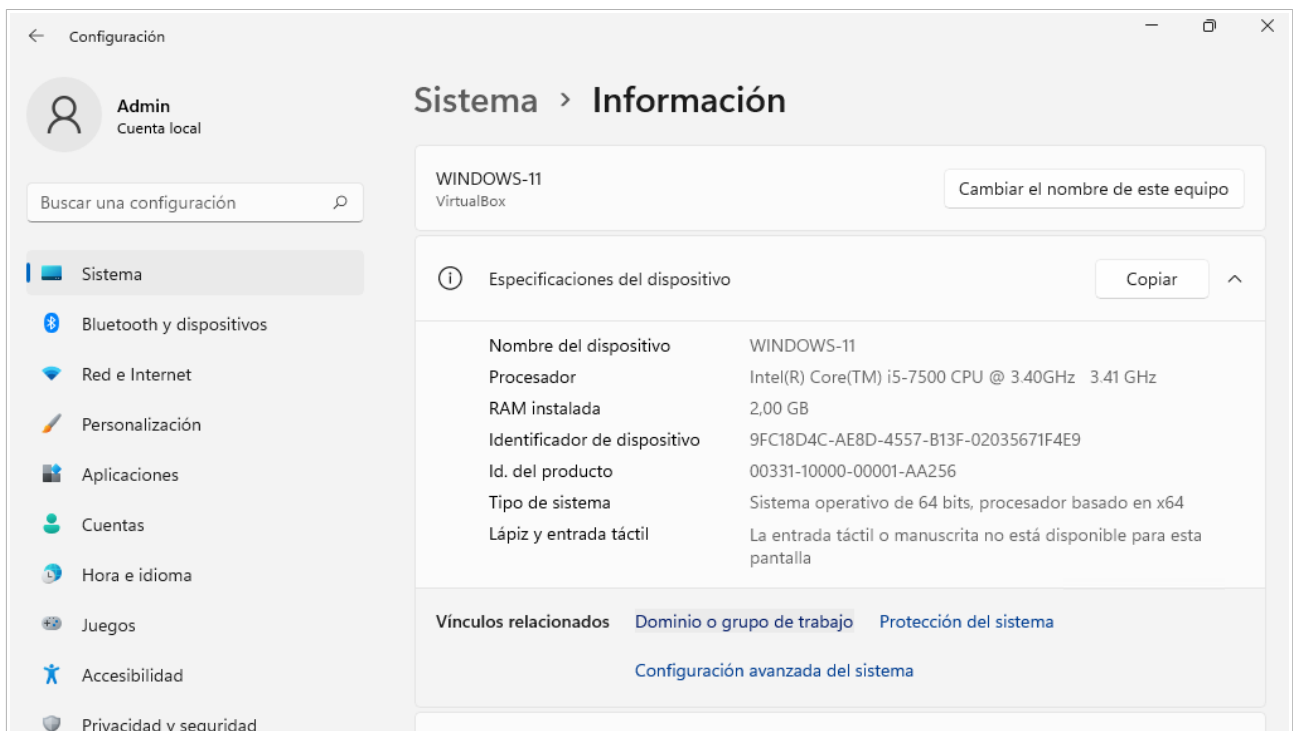 Configuración
Admin
Cuenta local
Buscar una configuración
Sistema
Bluetooth y dispositivos
Red e Internet
Personalización
Aplicaciones
Cuentas
Hora e idioma
Juegos
Accesibilidad
Privacidad y seguridad
Sistema > Información
WINDOWS-11
VirtualBox
Cambiar el nombre de este equipo
Especificaciones del dispositivo Copiar
Nombre del dispositivo WINDOWS-11
Procesador Intel(R) Core(TM) i5-7500 CPU @ 3.40GHz 3.41 GHz
RAM instalada 2,00 GB
Identificador de dispositivo 9FC18D4C-AE8D-4557-B13F-02035671F4E9
Id. del producto 00331-10000-00001-AA256
Tipo de sistema Sistema operativo de 64 bits, procesador basado en x64
Lápiz y entrada táctil La entrada táctil o manuscrita no está disponible para esta
pantalla
Vínculos relacionados Dominio o grupo de trabajo Protección del sistema
Configuración avanzada del sistema